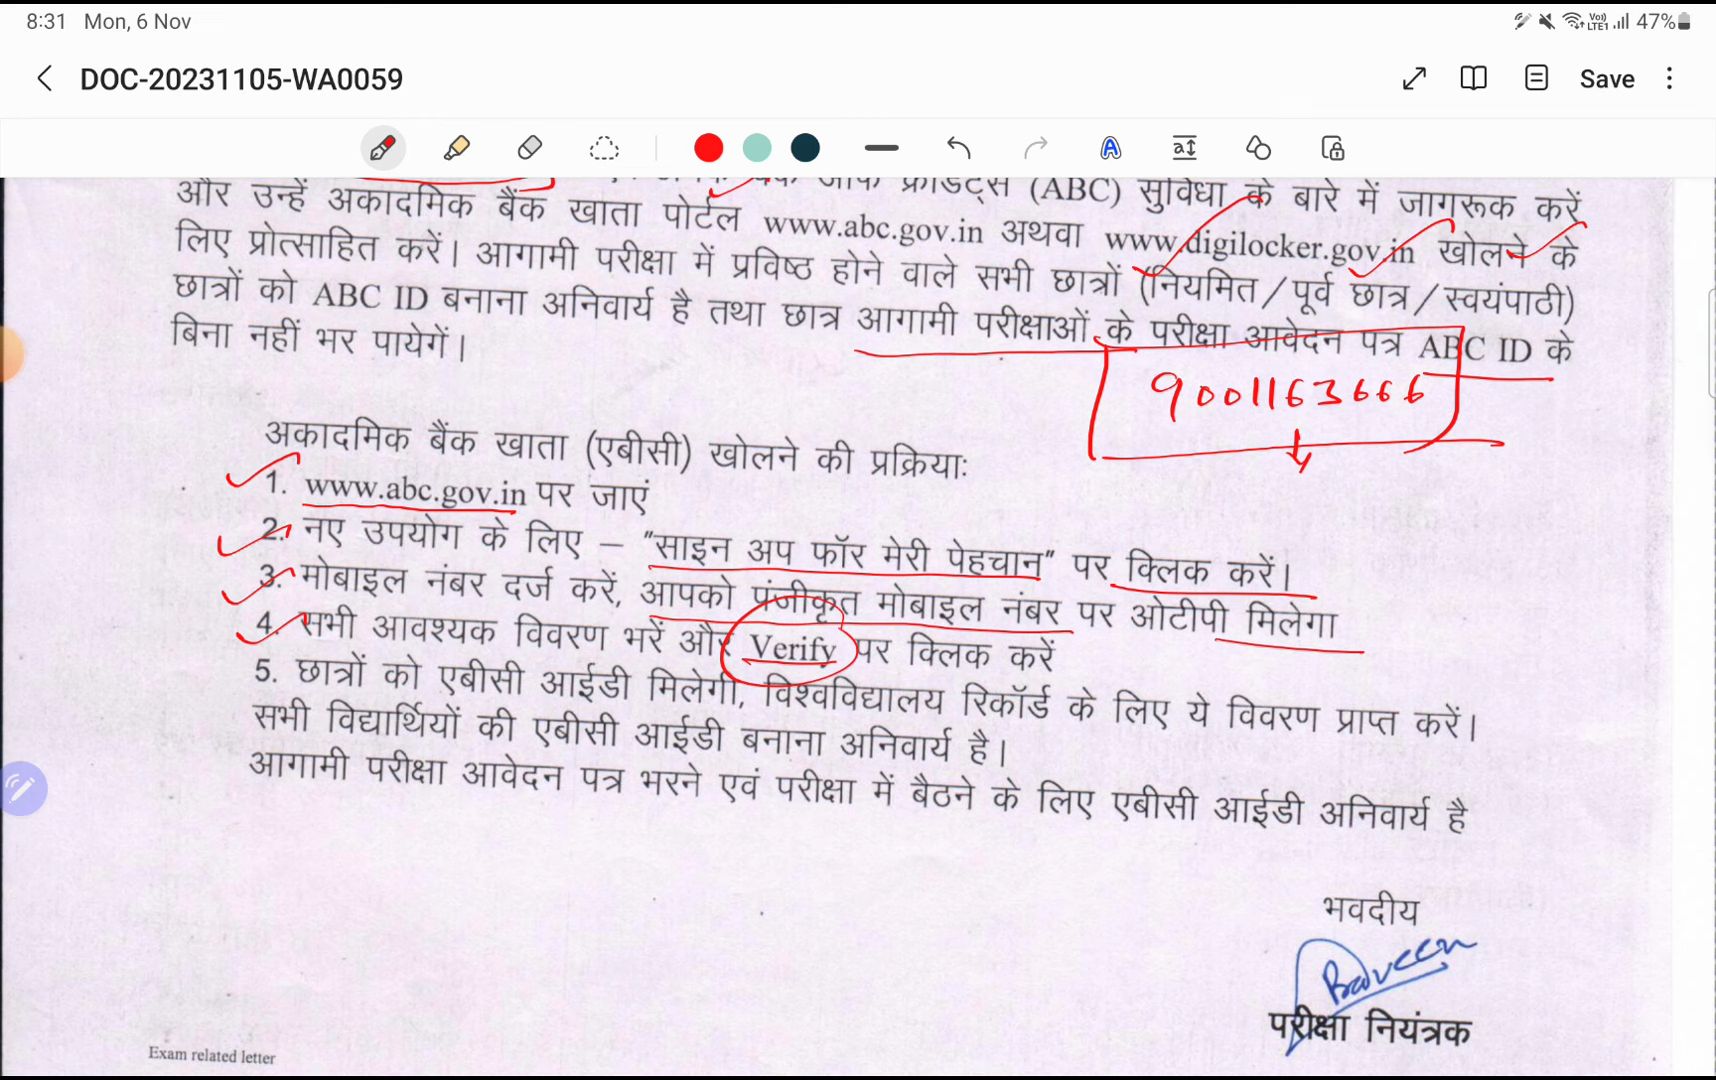 8:31 Mon, 6 Nov
47%
DOC-20231105-WA0059
Save
(ABC) सुविधा के बारे में जागरूक करें
और उन्हें अकादमिक बैंक खाता पोर्टल www.abc.gov.in अथवा www.digilocker.gov.in खोलने के
लिए प्रोत्साहित करें। आगामी परीक्षा में प्रविष्ठ होने वाले सभी छात्रों (नियमित/पूर्व छात्र/स्वयंपाठी)
छात्रों को ABC ID बनाना अनिवार्य है तथा छात्र आगामी परीक्षाओं के परीक्षा आवेदन पत्र ABC ID के
बिना नहीं भर पायेगें।
9001163666
अकादमिक बैंक खाता (एबीसी) खोलने की प्रक्रियाः
1. www.abc.gov.in पर जाएं
2. नए उपयोग के लिए – "साइन अप फॉर मेरी पेहचान" पर क्लिक करें।
3. मोबाइल नंबर दर्ज करें, आपको पंजीकृत मोबाइल नंबर पर ओटीपी मिलेगा
4. सभी आवश्यक विवरण भरें और Verify पर क्लिक करें
5. छात्रों को एबीसी आईडी मिलेगी, विश्वविद्यालय रिकॉर्ड के लिए ये विवरण प्राप्त करें।
सभी विद्यार्थियों की एबीसी आईडी बनाना अनिवार्य है।
आगामी परीक्षा आवेदन पत्र भरने एवं परीक्षा में बैठने के लिए एबीसी आईडी अनिवार्य है
भवदीय
परीक्षा नियंत्रक
Exam related letter